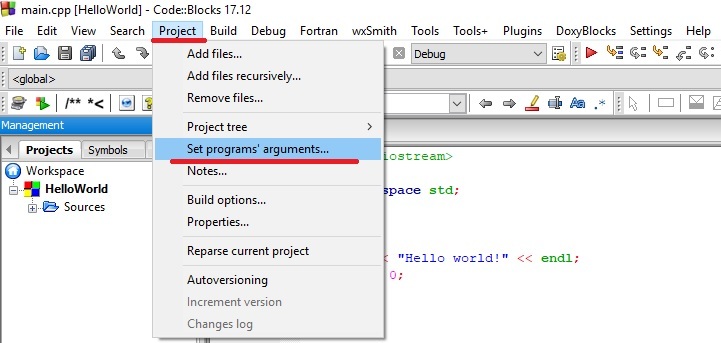 main.cpp [HelloWorld] - Code::Blocks 17.12
File Edit View Search Project Build Debug Fortran wxSmith Tools Tools+ Plugins DoxyBlocks Settings
Debug
<global>
/** *<
Aa .*
Management
Projects Symbols
Workspace
HelloWorld
Sources
Add files...
Add files recursively...
Remove files...
Project tree
Set programs' arguments...
Notes...
Build options...
Properties...
Reparse current project
Autoversioning
Increment version
Changes log
iostream>
space std;
< "Hello world!" << endl;
0;